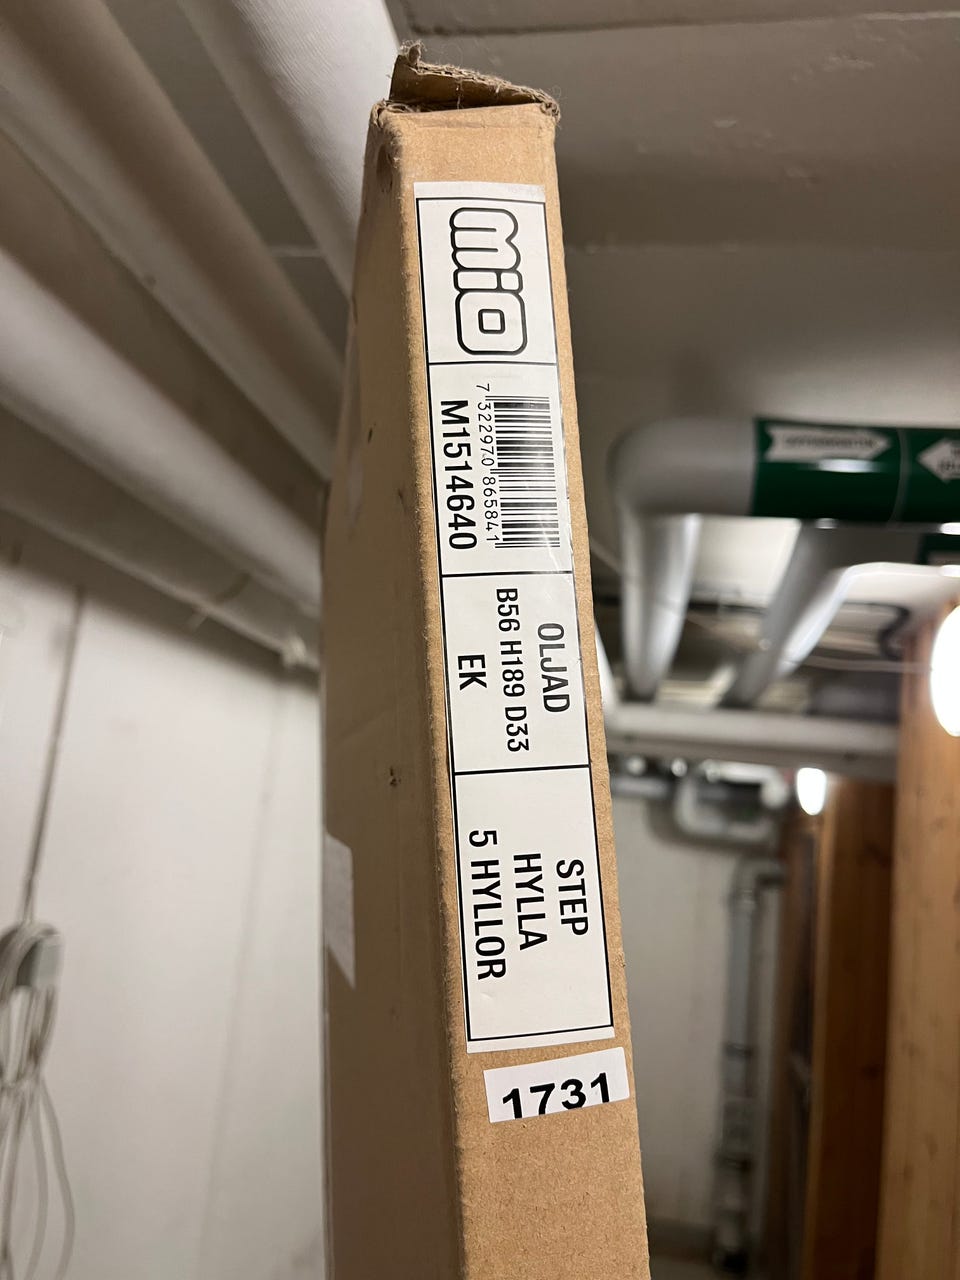 mio
7 322970 865841
M1514640
OLJAD
B56 H189 D33
EK
STEP
HYLLA
5 HYLLOR
1731